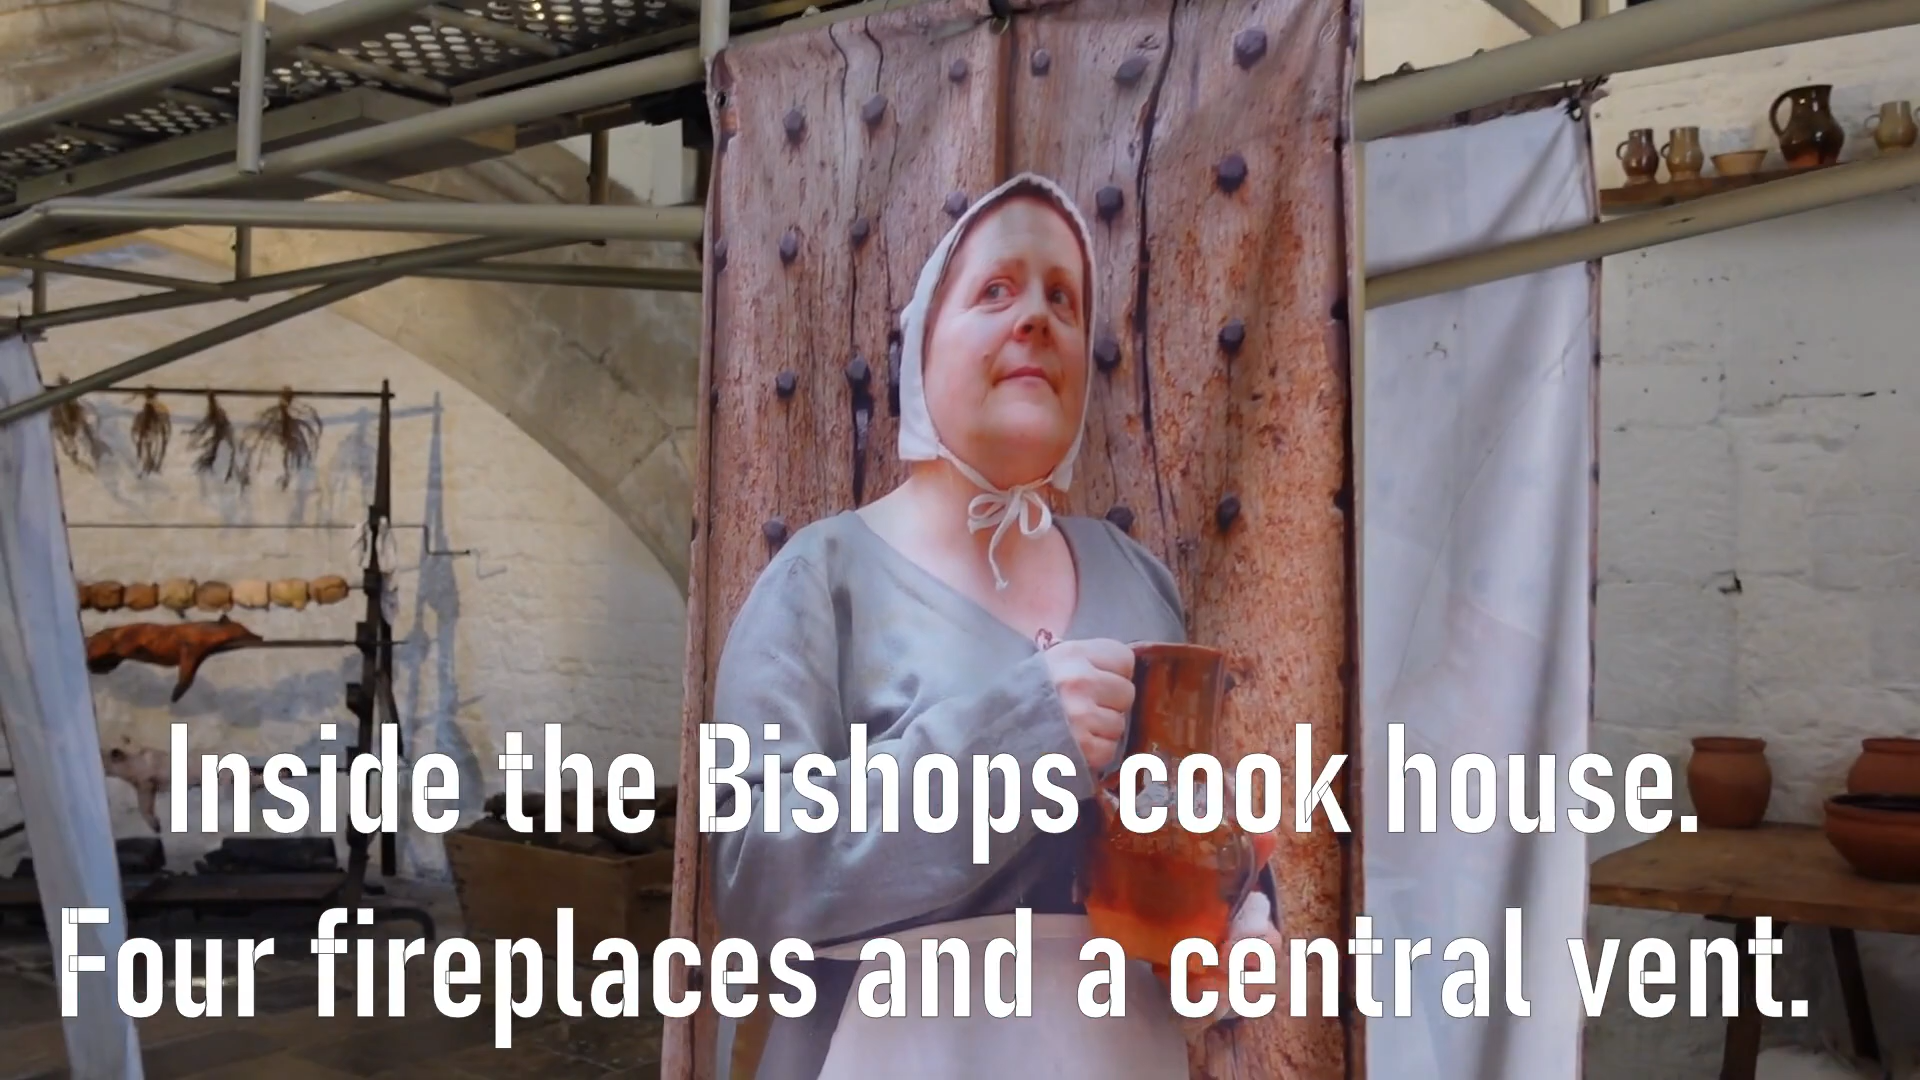 Inside the Bishops cook house.
Four fireplaces and a central vent.